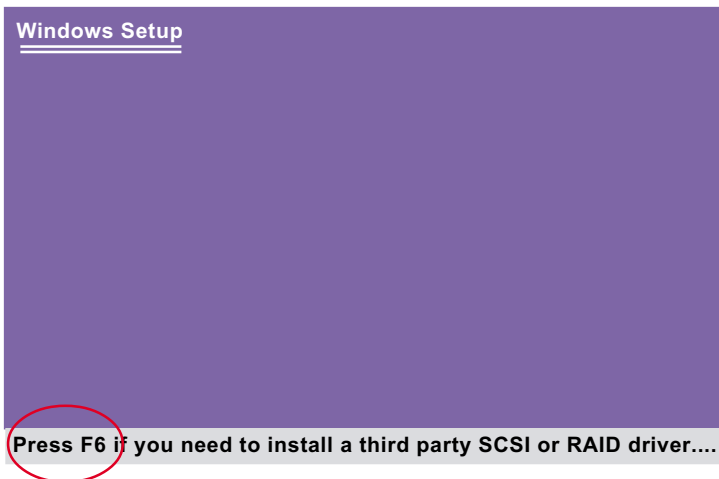 Windows Setup
Press F6 if you need to install a third party SCSI or RAID driver....